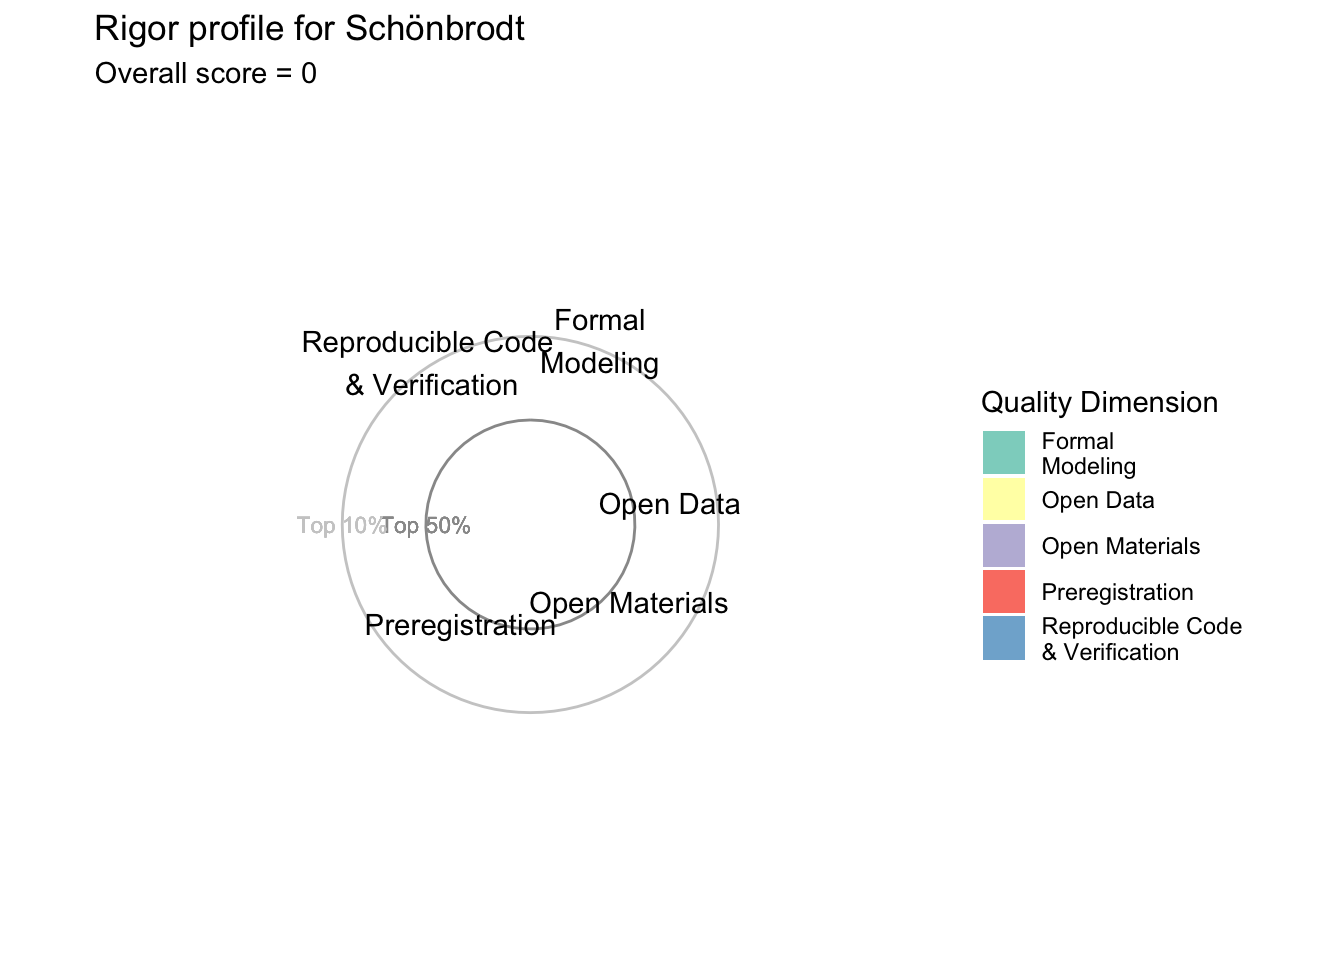 Rigor profile for Schönbrodt
Overall score = 0
Formal
Modeling
Reproducible Code
& Verification
Open Data
Top 10%
Top 50%
Open Materials
Preregistration
Quality Dimension
Formal
Modeling
Open Data
Open Materials
Preregistration
Reproducible Code
& Verification